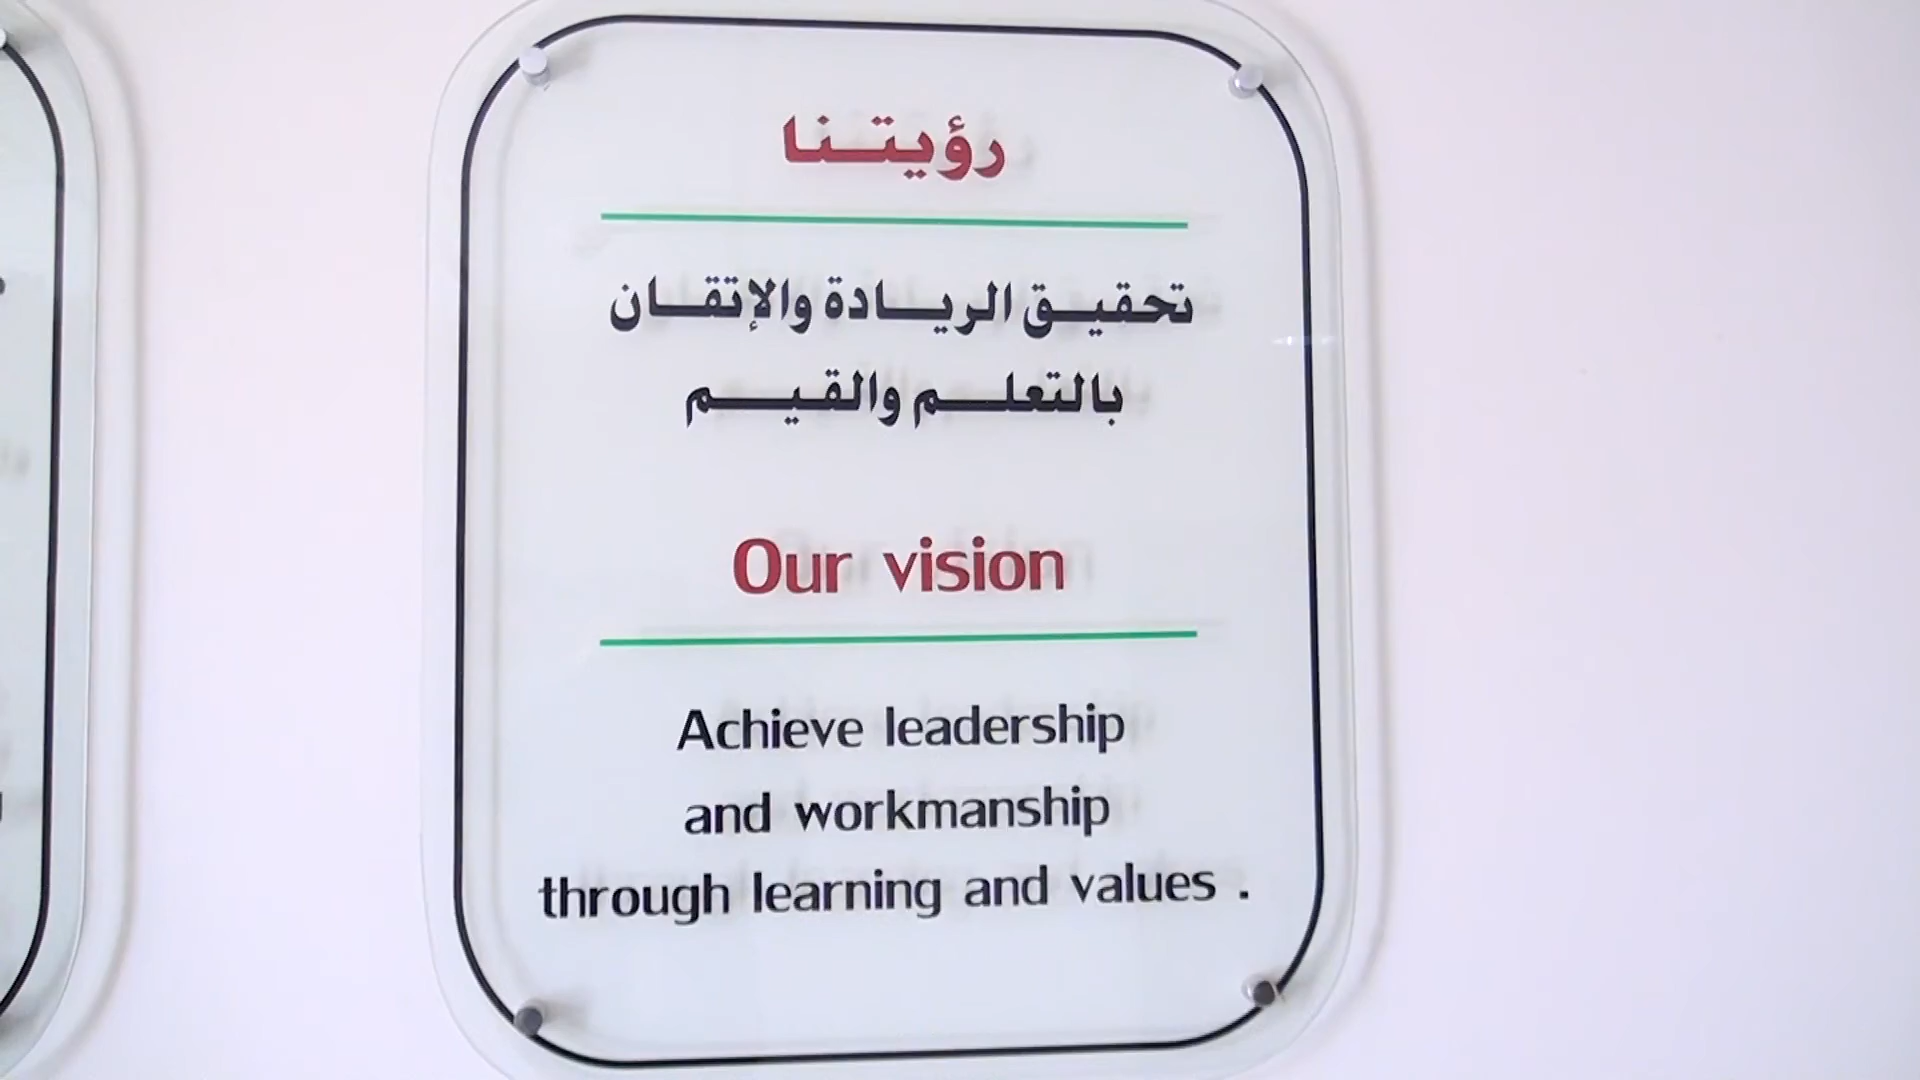 رؤيتنا
تحقيق الريادة والإتقان
بالتعلم والقيم
Our vision
Achieve leadership
and workmanship
through learning and values .